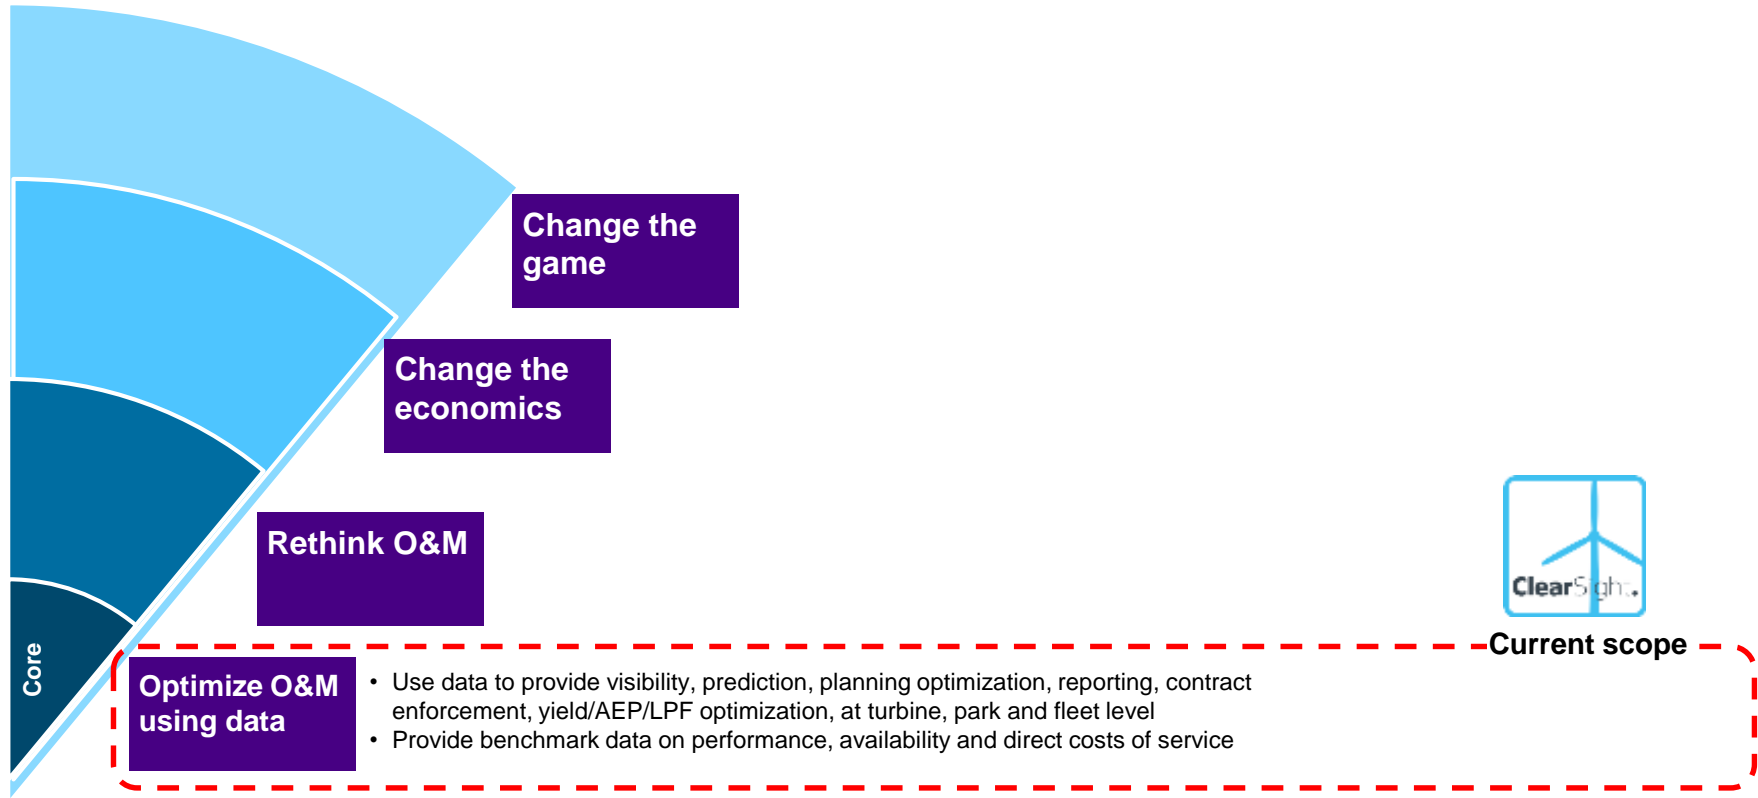 Change the
game
Change the
economics
Rethink O&M
ClearSight.
Current scope
Core
Optimize O&M
using data
• Use data to provide visibility, prediction, planning optimization, reporting, contract
enforcement, yield/AEP/LPF optimization, at turbine, park and fleet level
• Provide benchmark data on performance, availability and direct costs of service